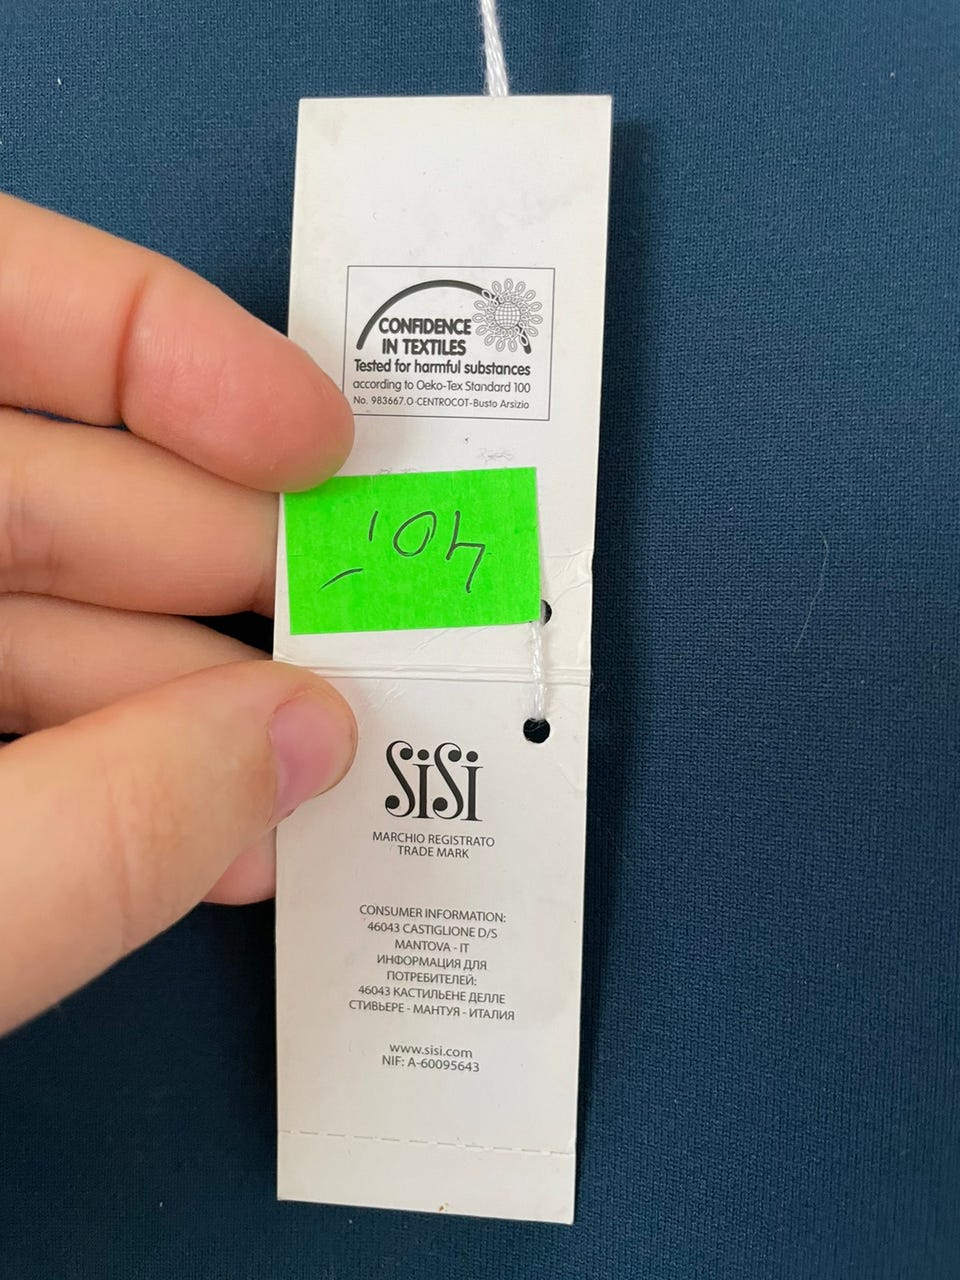 CONFIDENCE
IN TEXTILES
Tested for harmful substances
according to Oeko-Tex Standard 100
No. 983667.O-CENTROCOT-Busto Arsizio
40,-
SiSi
MARCHIO REGISTRATO
TRADE MARK
CONSUMER INFORMATION:
46043 CASTIGLIONE D/S
MANTOVA - IT
ИНФОРМАЦИЯ ДЛЯ
ПОТРЕБИТЕЛЕЙ:
46043 КАСТИЛЬЕНЕ ДЕЛЛЕ
СТИВЬЕРЕ - МАНТУЯ - ИТАЛИЯ
www.sisi.com
NIF: A-60095643